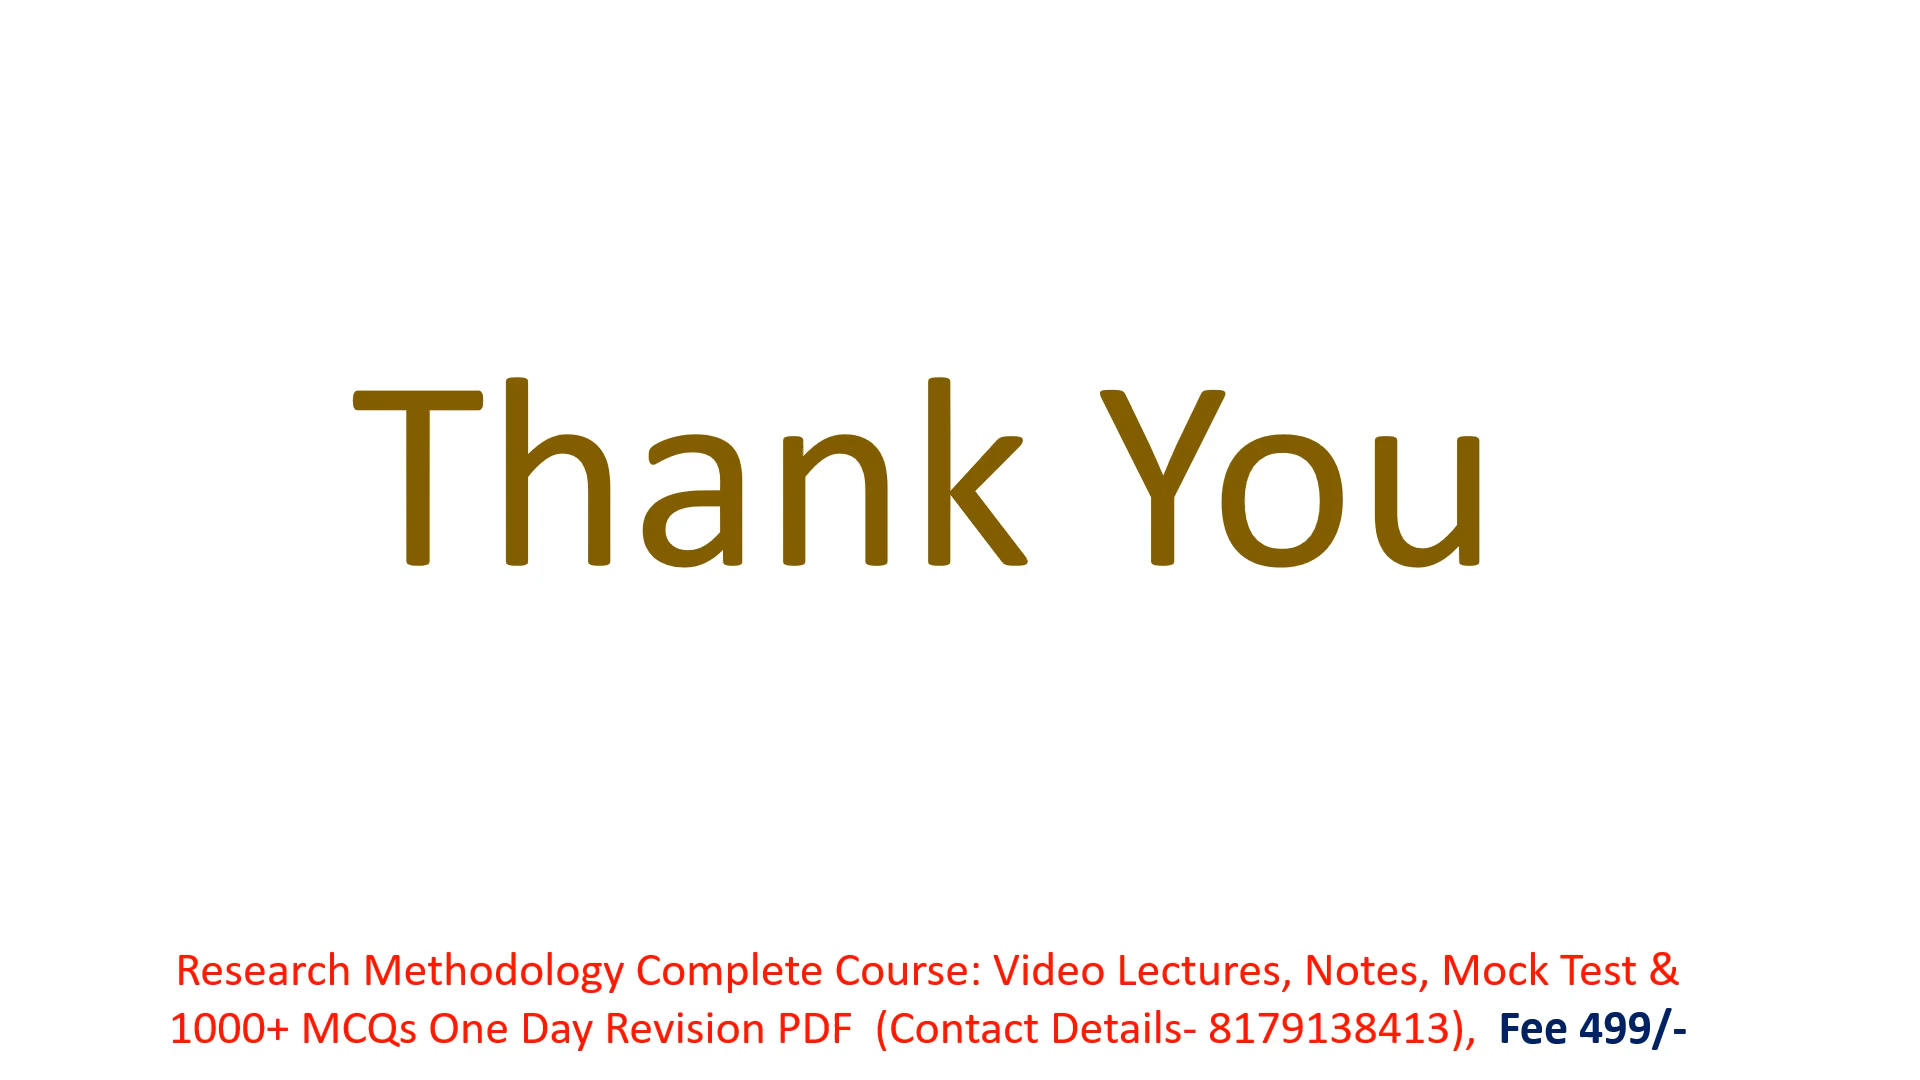 Thank You
Research Methodology Complete Course: Video Lectures, Notes, Mock Test &
1000+ MCQs One Day Revision PDF (Contact Details- 8179138413), Fee 499/-